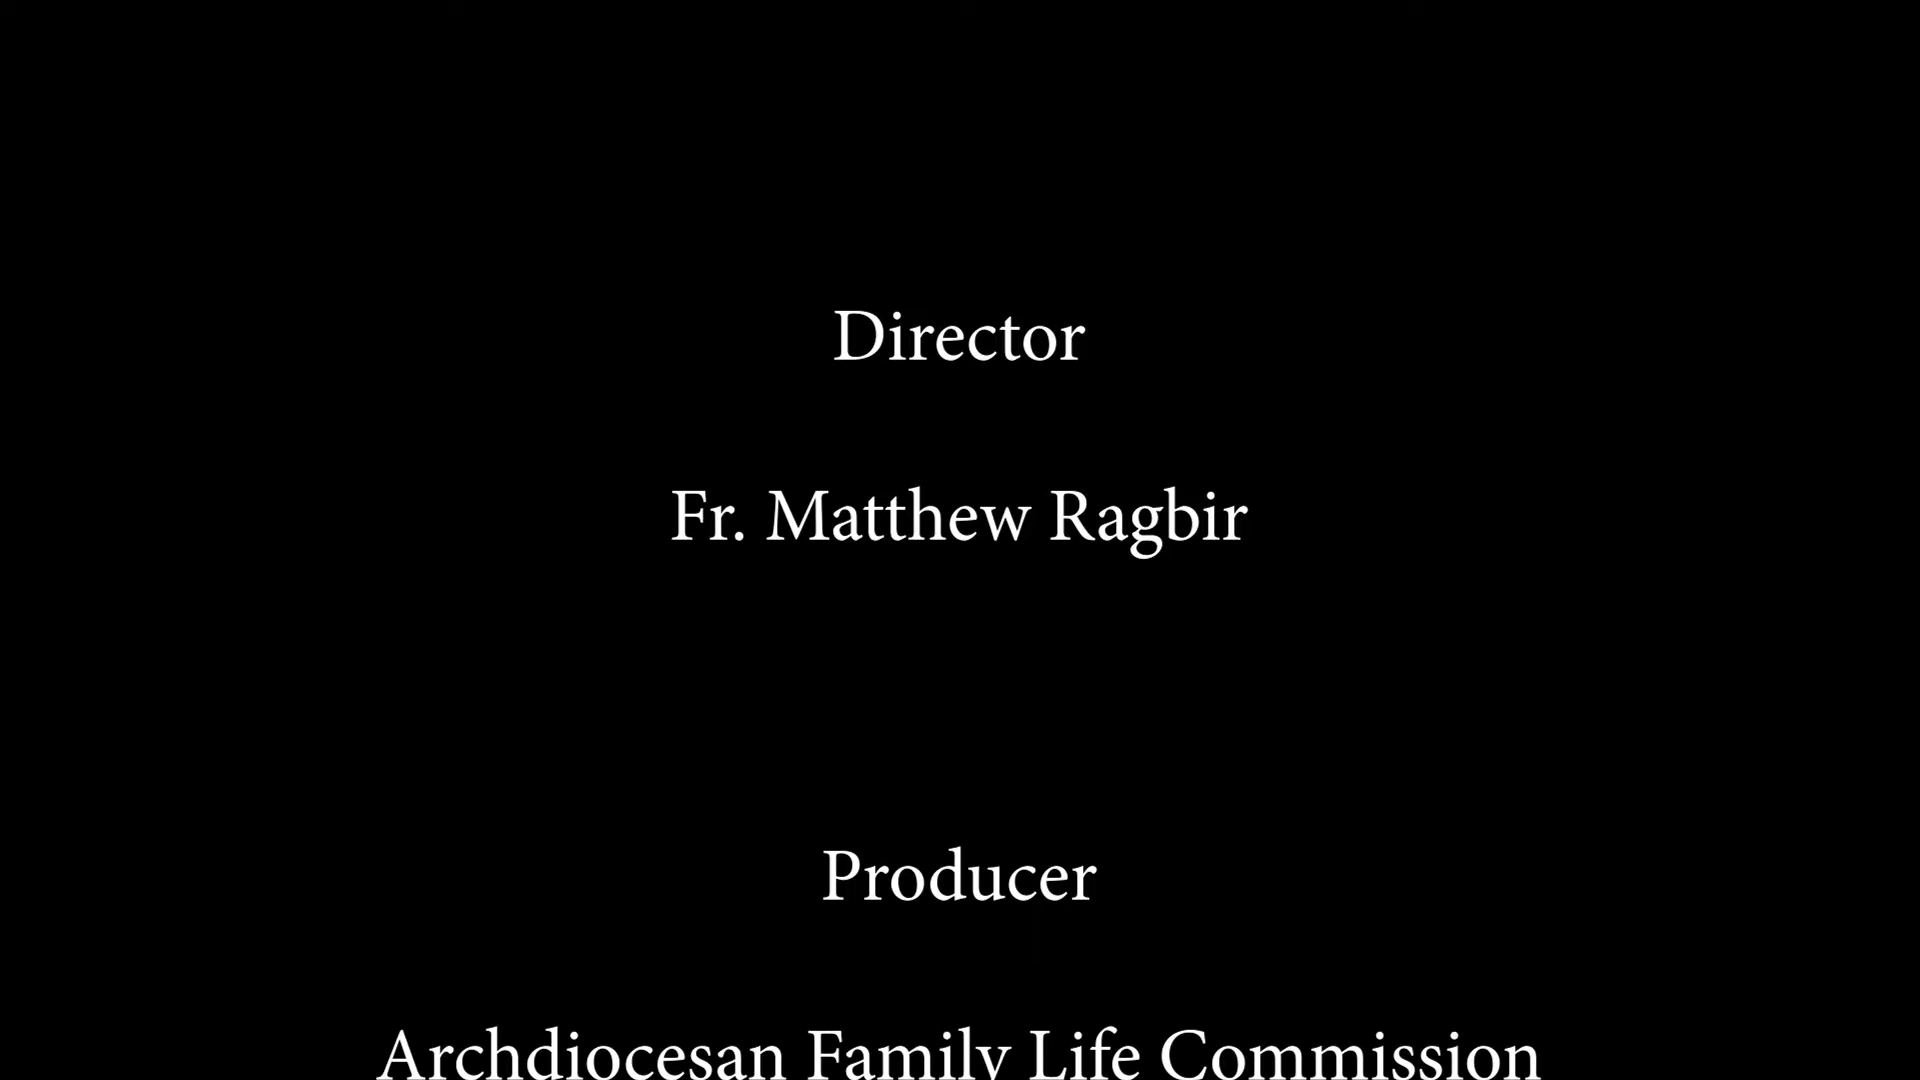 Director
Fr. Matthew Ragbir
Producer
Archdiocesan Family Life Commission